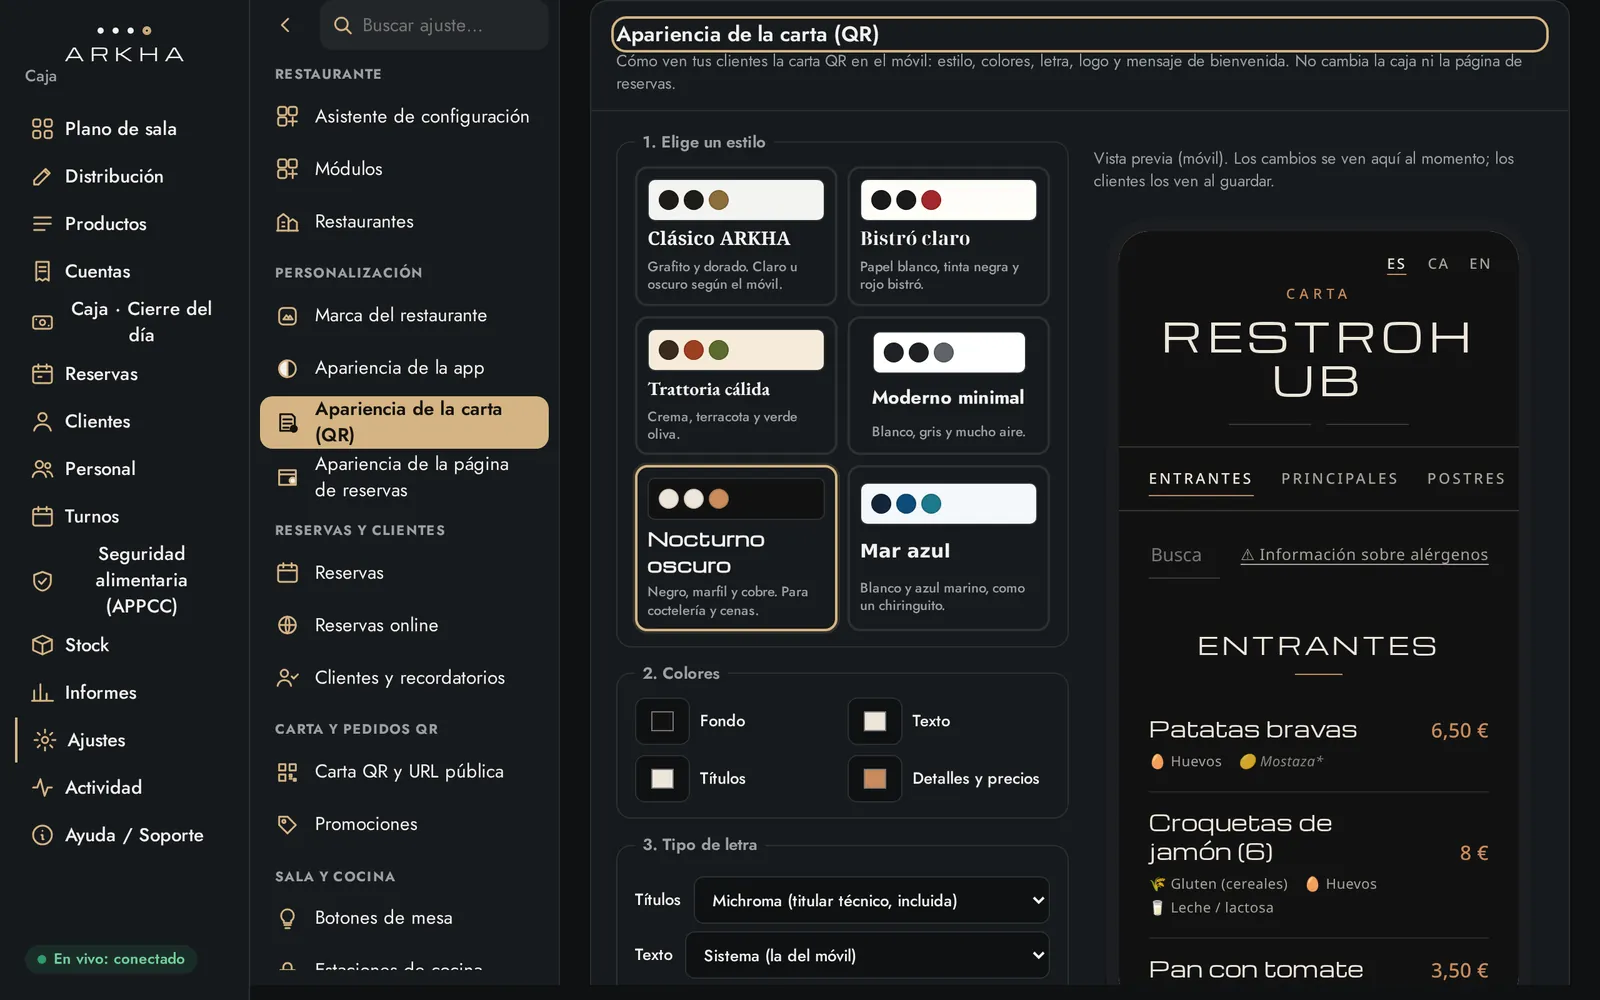 ARKHA
Caja
Plano de sala
Distribución
Productos
Cuentas
Caja · Cierre del
día
Reservas
Clientes
Personal
Turnos
Seguridad
alimentaria
(APPCC)
Stock
Informes
Ajustes
Actividad
Ayuda / Soporte
En vivo: conectado
Buscar ajuste...
RESTAURANTE
Asistente de configuración
Módulos
Restaurantes
PERSONALIZACIÓN
Marca del restaurante
Apariencia de la app
Apariencia de la carta
(QR)
Apariencia de la página
de reservas
RESERVAS Y CLIENTES
Reservas
Reservas online
Clientes y recordatorios
CARTA Y PEDIDOS QR
Carta QR y URL pública
Promociones
SALA Y COCINA
Botones de mesa
Estaciones de cocina
Apariencia de la carta (QR)
Cómo ven tus clientes la carta QR en el móvil: estilo, colores, letra, logo y mensaje de bienvenida. No cambia la caja ni la página de
reservas.
1. Elige un estilo
Clásico ARKHA
Grafito y dorado. Claro u
oscuro según el móvil.
Bistró claro
Papel blanco, tinta negra y
rojo bistró.
Trattoria cálida
Crema, terracota y verde
oliva.
Moderno minimal
Blanco, gris y mucho aire.
Nocturno
oscuro
Negro, marfil y cobre. Para
coctelería y cenas.
Mar azul
Blanco y azul marino, como
un chiringuito.
2. Colores
Fondo
Texto
Títulos
Detalles y precios
3. Tipo de letra
Títulos
Michroma (titular técnico, incluida)
Texto
Sistema (la del móvil)
Vista previa (móvil). Los cambios se ven aquí al momento; los
clientes los ven al guardar.
ES CA EN
CARTA
RESTROH
UB
ENTRANTES PRINCIPALES POSTRES
Busca
⚠ Información sobre alérgenos
ENTRANTES
Patatas bravas 6,50 €
Huevos Mostaza*
Croquetas de
jamón (6) 8 €
Gluten (cereales) Huevos
Leche / lactosa
Pan con tomate 3,50 €